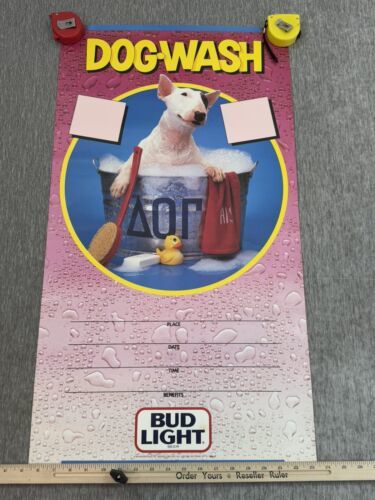 DOG-WASH
ΔΟΓ
PLACE
DATE
TIME
BENEFITS
BUD
LIGHT
Order Yours → Reseller Ruler